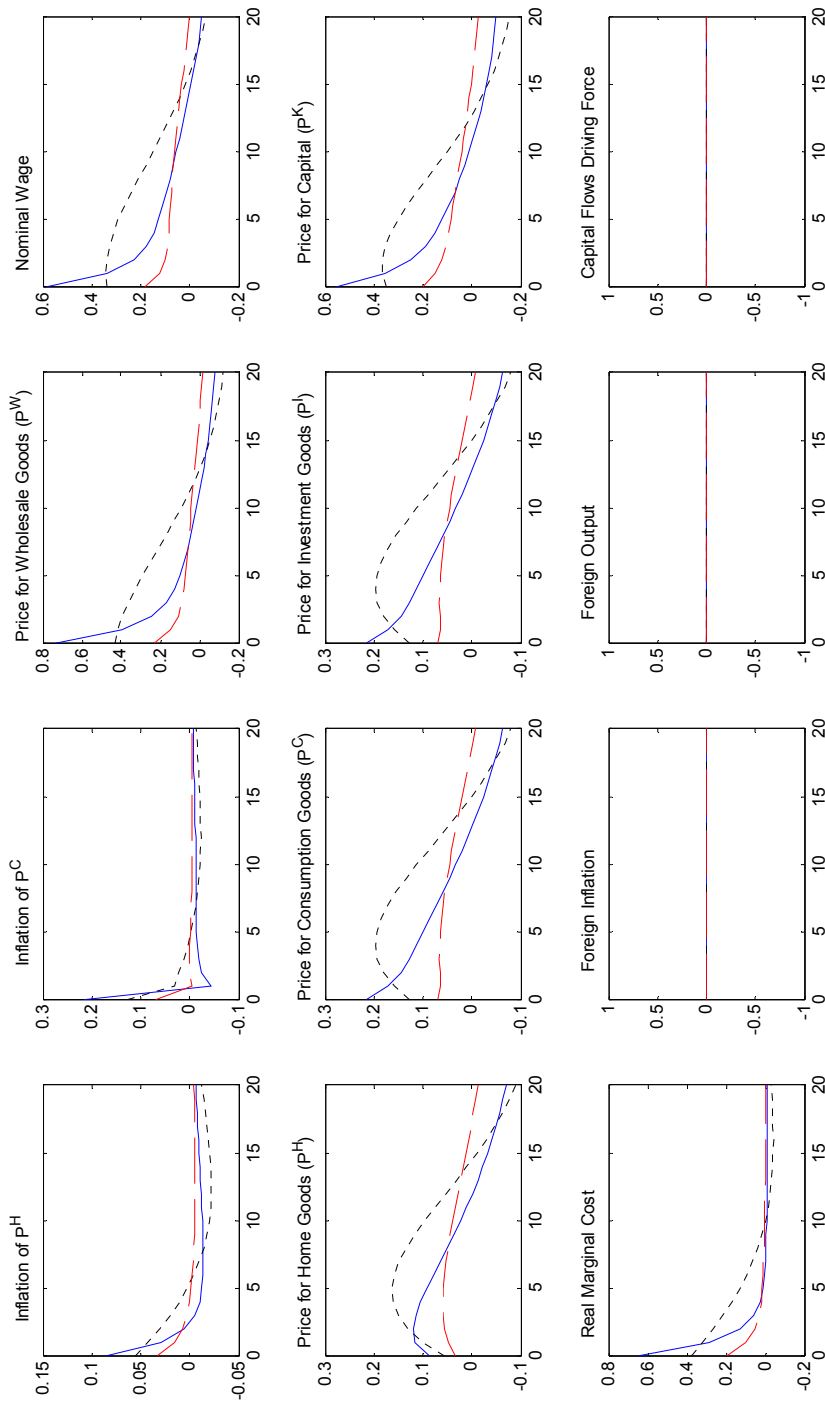 Inflation of P^H
0.15
0.1
0.05
0
-0.05
0 5 10 15 20
Inflation of P^C
0.3
0.2
0.1
0
-0.1
0 5 10 15 20
Price for Wholesale Goods (P^W)
0.8
0.6
0.4
0.2
0
-0.2
0 5 10 15 20
Nominal Wage
0.6
0.4
0.2
0
-0.2
0 5 10 15 20
Price for Home Goods (P^H)
0.3
0.2
0.1
0
-0.1
0 5 10 15 20
Price for Consumption Goods (P^C)
0.3
0.2
0.1
0
-0.1
0 5 10 15 20
Price for Investment Goods (P^I)
0.3
0.2
0.1
0
-0.1
0 5 10 15 20
Price for Capital (P^K)
0.6
0.4
0.2
0
-0.2
0 5 10 15 20
Real Marginal Cost
0.8
0.6
0.4
0.2
0
-0.2
0 5 10 15 20
Foreign Inflation
1
0.5
0
-0.5
-1
0 5 10 15 20
Foreign Output
1
0.5
0
-0.5
-1
0 5 10 15 20
Capital Flows Driving Force
1
0.5
0
-0.5
-1
0 5 10 15 20